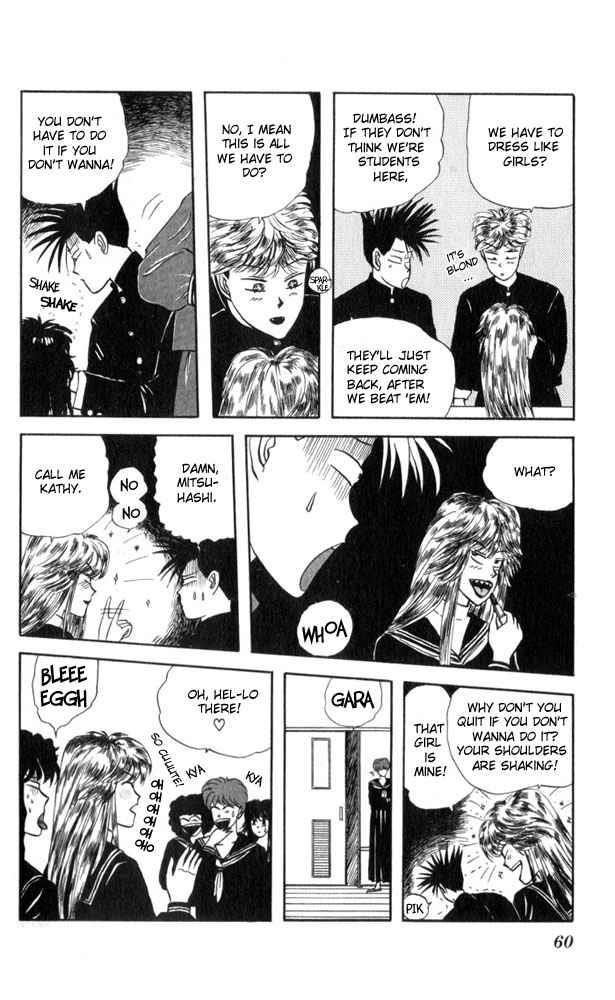 WE HAVE TO
DRESS LIKE
GIRLS?
DUMBASS!
IF THEY DON'T
THINK WE'RE
STUDENTS
HERE,
IT'S
BLOND
...
THEY'LL JUST
KEEP COMING
BACK, AFTER
WE BEAT 'EM!
NO, I MEAN
THIS IS ALL
WE HAVE TO
DO?
SPAR-
KLE
YOU DON'T
HAVE TO DO
IT IF YOU
DON'T WANNA!
SHAKE
SHAKE
WHAT?
WHOA
DAMN,
MITSU-
HASHI.
NO
NO
CALL ME
KATHY.
WHY DON'T YOU
QUIT IF YOU DON'T
WANNA DO IT?
YOUR SHOULDERS
ARE SHAKING!
THAT
GIRL
IS MINE!
PIK
GARA
OH, HEL-LO
THERE!
♡
KYA
KYA
SO CUUUTE!
OH
OH
OH
OH
OH
OHO
BLEEE
EGGH
60